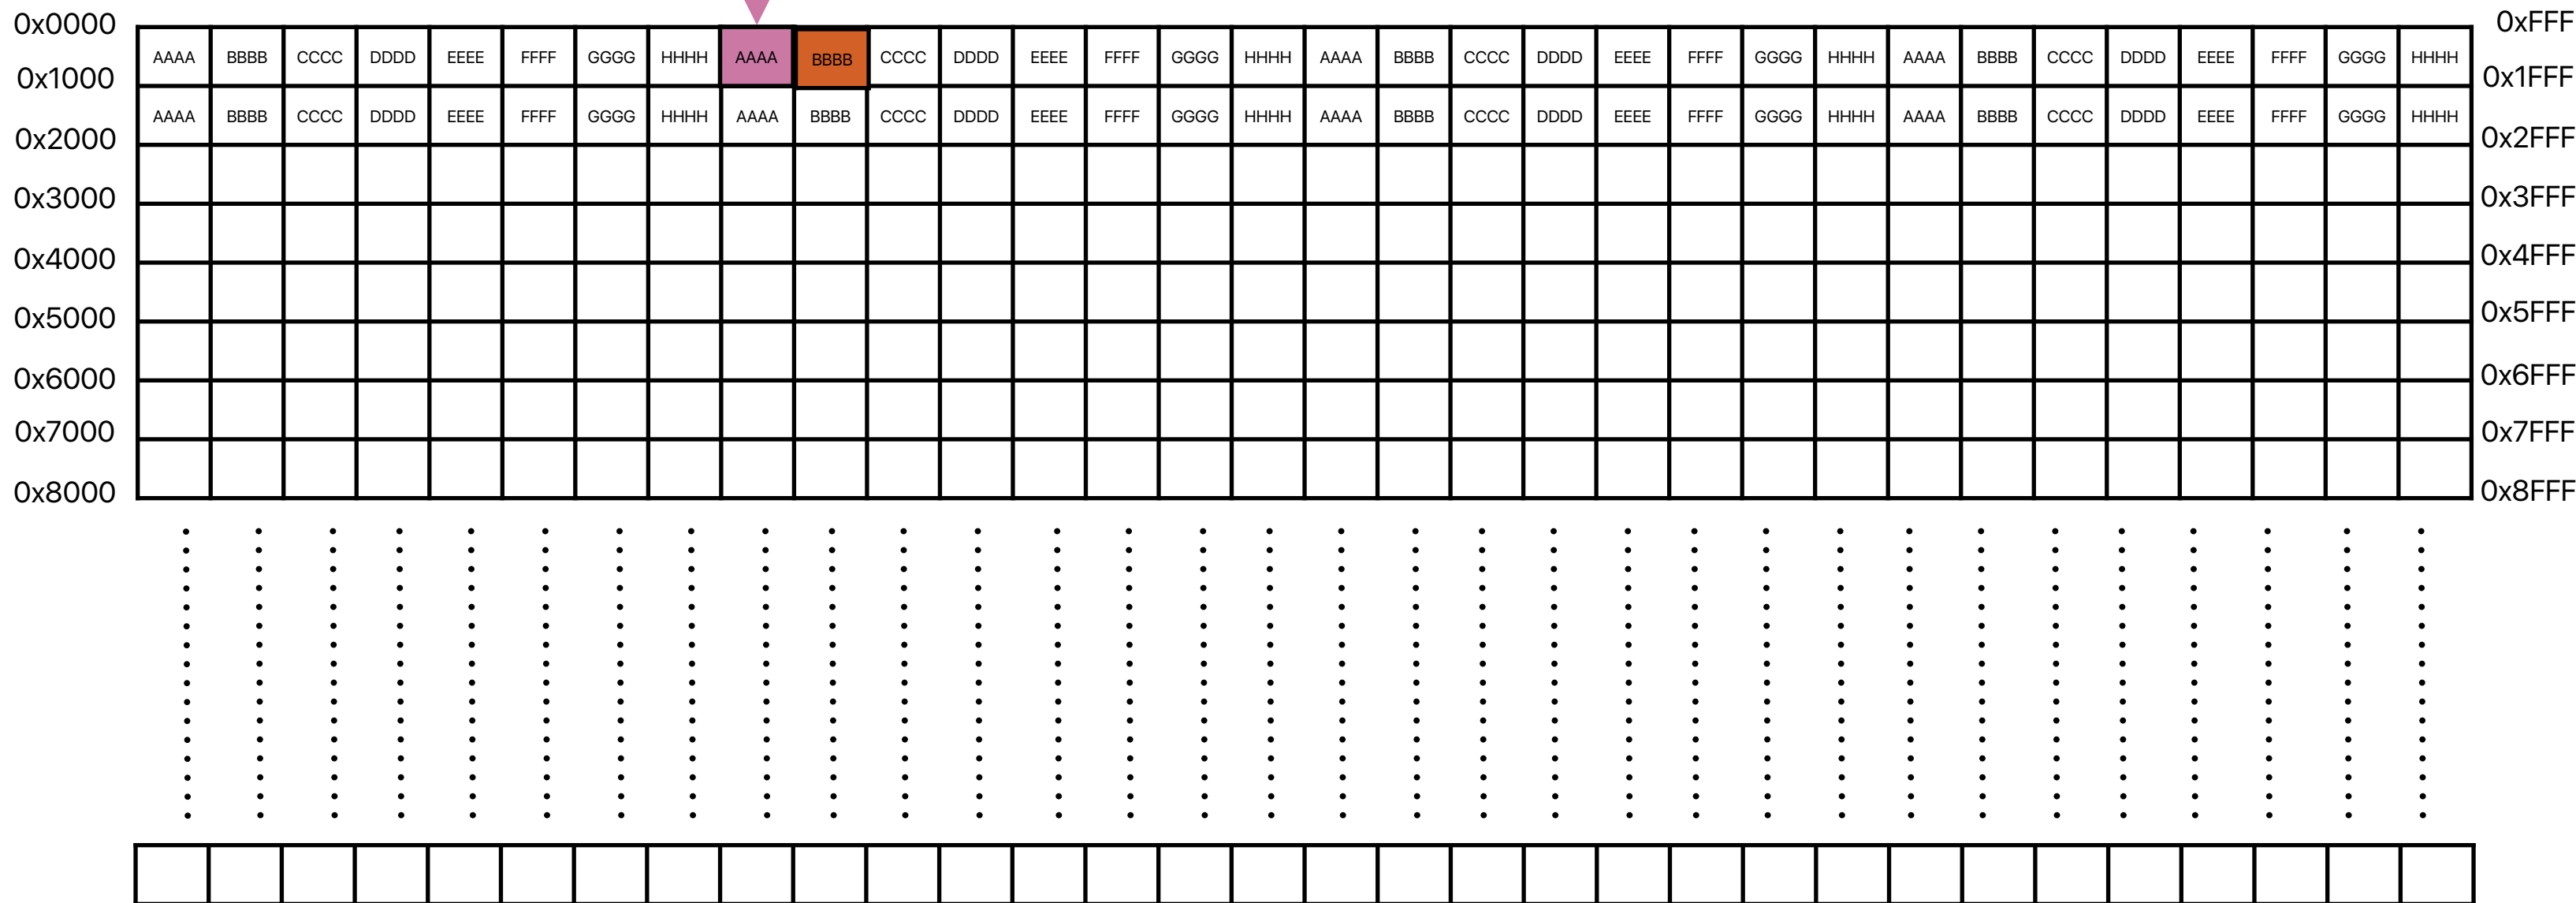 0x0000 0xFFF
AAAA BBBB CCCC DDDD EEEE FFFF GGGG HHHH AAAA BBBB CCCC DDDD EEEE FFFF GGGG HHHH AAAA BBBB CCCC DDDD EEEE FFFF GGGG HHHH AAAA BBBB CCCC DDDD EEEE FFFF GGGG HHHH
0x1000 0x1FFF
AAAA BBBB CCCC DDDD EEEE FFFF GGGG HHHH AAAA BBBB CCCC DDDD EEEE FFFF GGGG HHHH AAAA BBBB CCCC DDDD EEEE FFFF GGGG HHHH AAAA BBBB CCCC DDDD EEEE FFFF GGGG HHHH
0x2000 0x2FFF
0x3000 0x3FFF
0x4000 0x4FFF
0x5000 0x5FFF
0x6000 0x6FFF
0x7000 0x7FFF
0x8000 0x8FFF